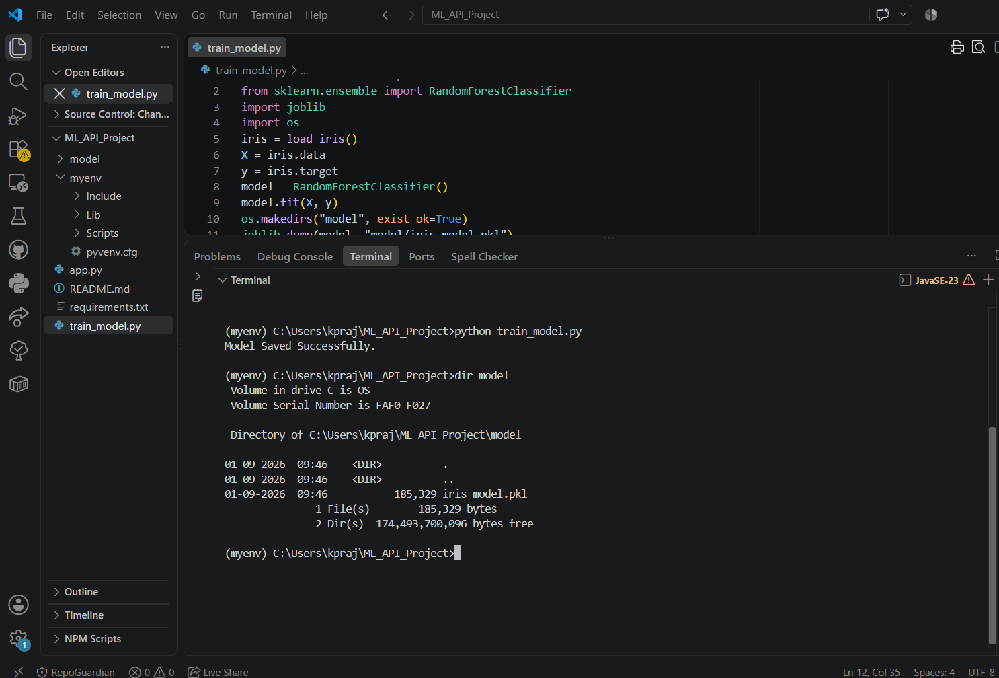 File Edit Selection View Go Run Terminal Help
ML_API_Project
Explorer
Open Editors
train_model.py
Source Control: Chan...
ML_API_Project
model
myenv
Include
Lib
Scripts
pyvenv.cfg
app.py
README.md
requirements.txt
train_model.py
Outline
Timeline
NPM Scripts
train_model.py
train_model.py > ...
2 from sklearn.ensemble import RandomForestClassifier
3 import joblib
4 import os
5 iris = load_iris()
6 X = iris.data
7 y = iris.target
8 model = RandomForestClassifier()
9 model.fit(X, y)
10 os.makedirs("model", exist_ok=True)
11 joblib.dump(model, "model/iris_model.pkl")
Problems Debug Console Terminal Ports Spell Checker
Terminal
JavaSE-23
(myenv) C:\Users\kpraj\ML_API_Project>python train_model.py
Model Saved Successfully.
(myenv) C:\Users\kpraj\ML_API_Project>dir model
Volume in drive C is OS
Volume Serial Number is FAF0-F027
Directory of C:\Users\kpraj\ML_API_Project\model
01-09-2026 09:46 <DIR> .
01-09-2026 09:46 <DIR> ..
01-09-2026 09:46 185,329 iris_model.pkl
1 File(s) 185,329 bytes
2 Dir(s) 174,493,700,096 bytes free
(myenv) C:\Users\kpraj\ML_API_Project>
1
RepoGuardian 0 0 Live Share Ln 12, Col 35 Spaces: 4 UTF-8